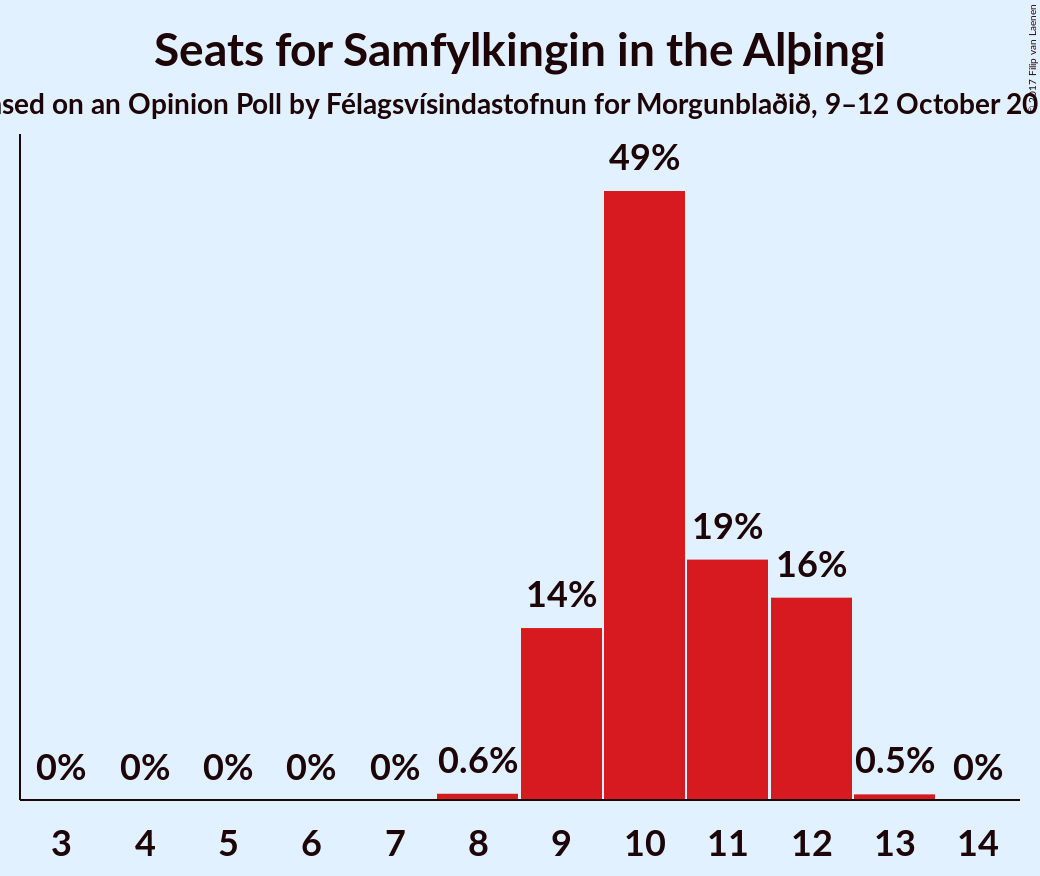 Seats for Samfylkingin in the Alþingi
on an Opinion Poll by Félagsvísindastofnun for Morgunblaðið, 9–12 October
49%
19%
16%
14%
0% 0% 0% 0% 0% 0.6% 0.5% 0%
3 4 5 6 7 8 9 10 11 12 13 14
© 2017 Filip van Laenen